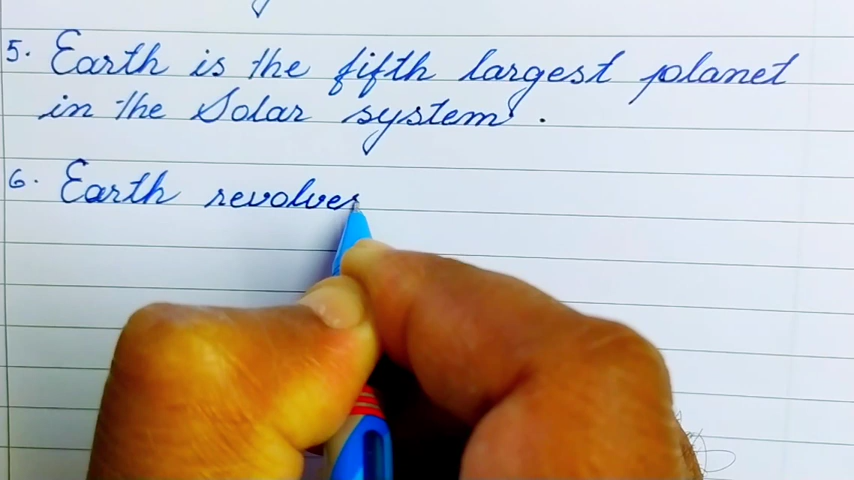 5. Earth is the fifth largest planet
in the Solar system.
6. Earth revolves